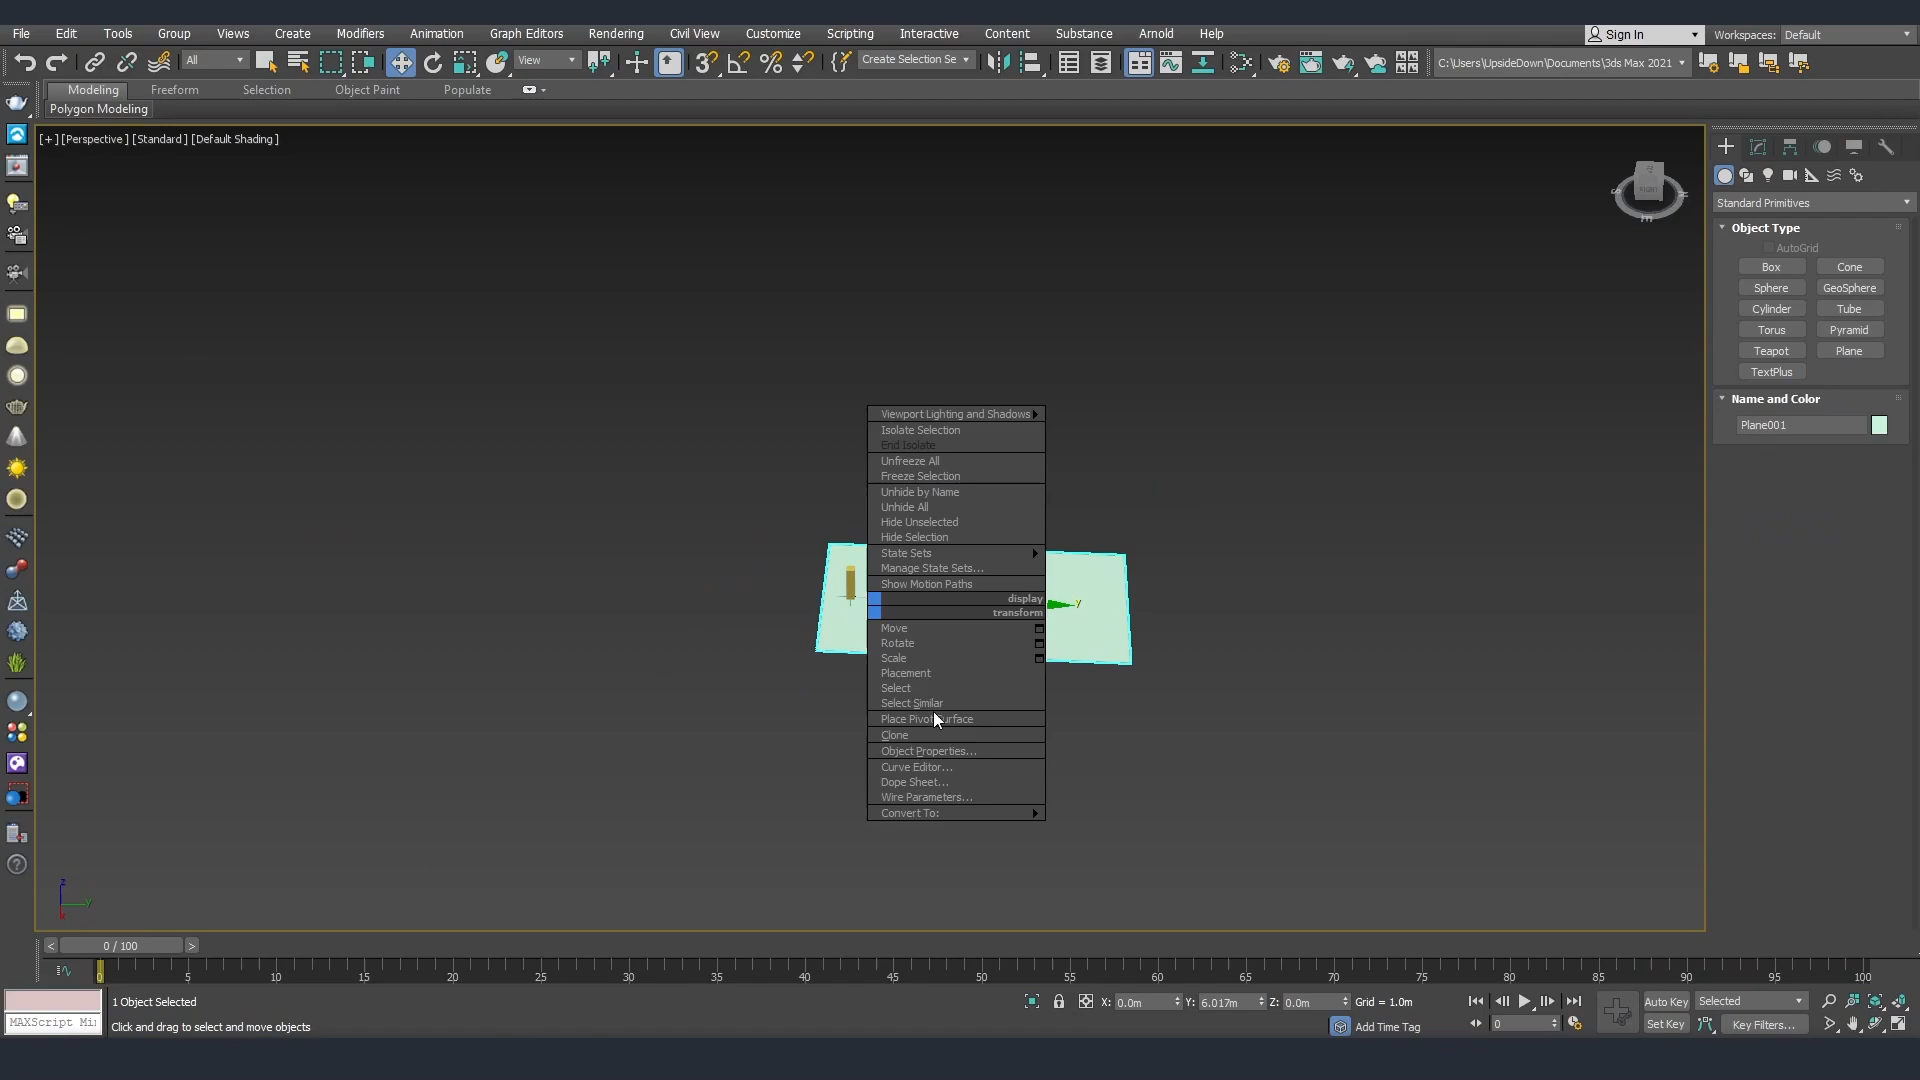 File Edit Tools Group Views Create Modifiers Animation Graph Editors Rendering Civil View Customize Scripting Interactive Content Substance Arnold Help Sign In Workspaces: Default
All View Create Selection Se C:\Users\UpsideDown\Documents\3ds Max 2021
Modeling Freeform Selection Object Paint Populate
Polygon Modeling
[+] [Perspective] [Standard] [Default Shading]
Standard Primitives
Object Type
AutoGrid
Box Cone
Sphere GeoSphere
Cylinder Tube
Torus Pyramid
Teapot Plane
TextPlus
Name and Color
Plane001
Viewport Lighting and Shadows
Isolate Selection
End Isolate
Unfreeze All
Freeze Selection
Unhide by Name
Unhide All
Hide Unselected
Hide Selection
State Sets
Manage State Sets...
Show Motion Paths
display
transform
Move
Rotate
Scale
Placement
Select
Select Similar
Place Pivot Surface
Clone
Object Properties...
Curve Editor...
Dope Sheet...
Wire Parameters...
Convert To:
y
z
y
x
< 0 / 100 >
0 5 10 15 20 25 30 35 40 45 50 55 60 65 70 75 80 85 90 95 100
1 Object Selected X: 0.0m Y: 6.017m Z: 0.0m Grid = 1.0m Auto Key Selected
MAXScript Mi Click and drag to select and move objects Add Time Tag 0 Set Key Key Filters...